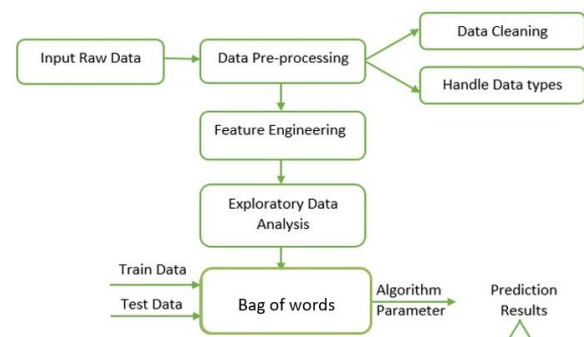 Data Cleaning
Input Raw Data
Data Pre-processing
Handle Data types
Feature Engineering
Exploratory Data
Analysis
Train Data
Test Data
Bag of words
Algorithm
Parameter
Prediction
Results